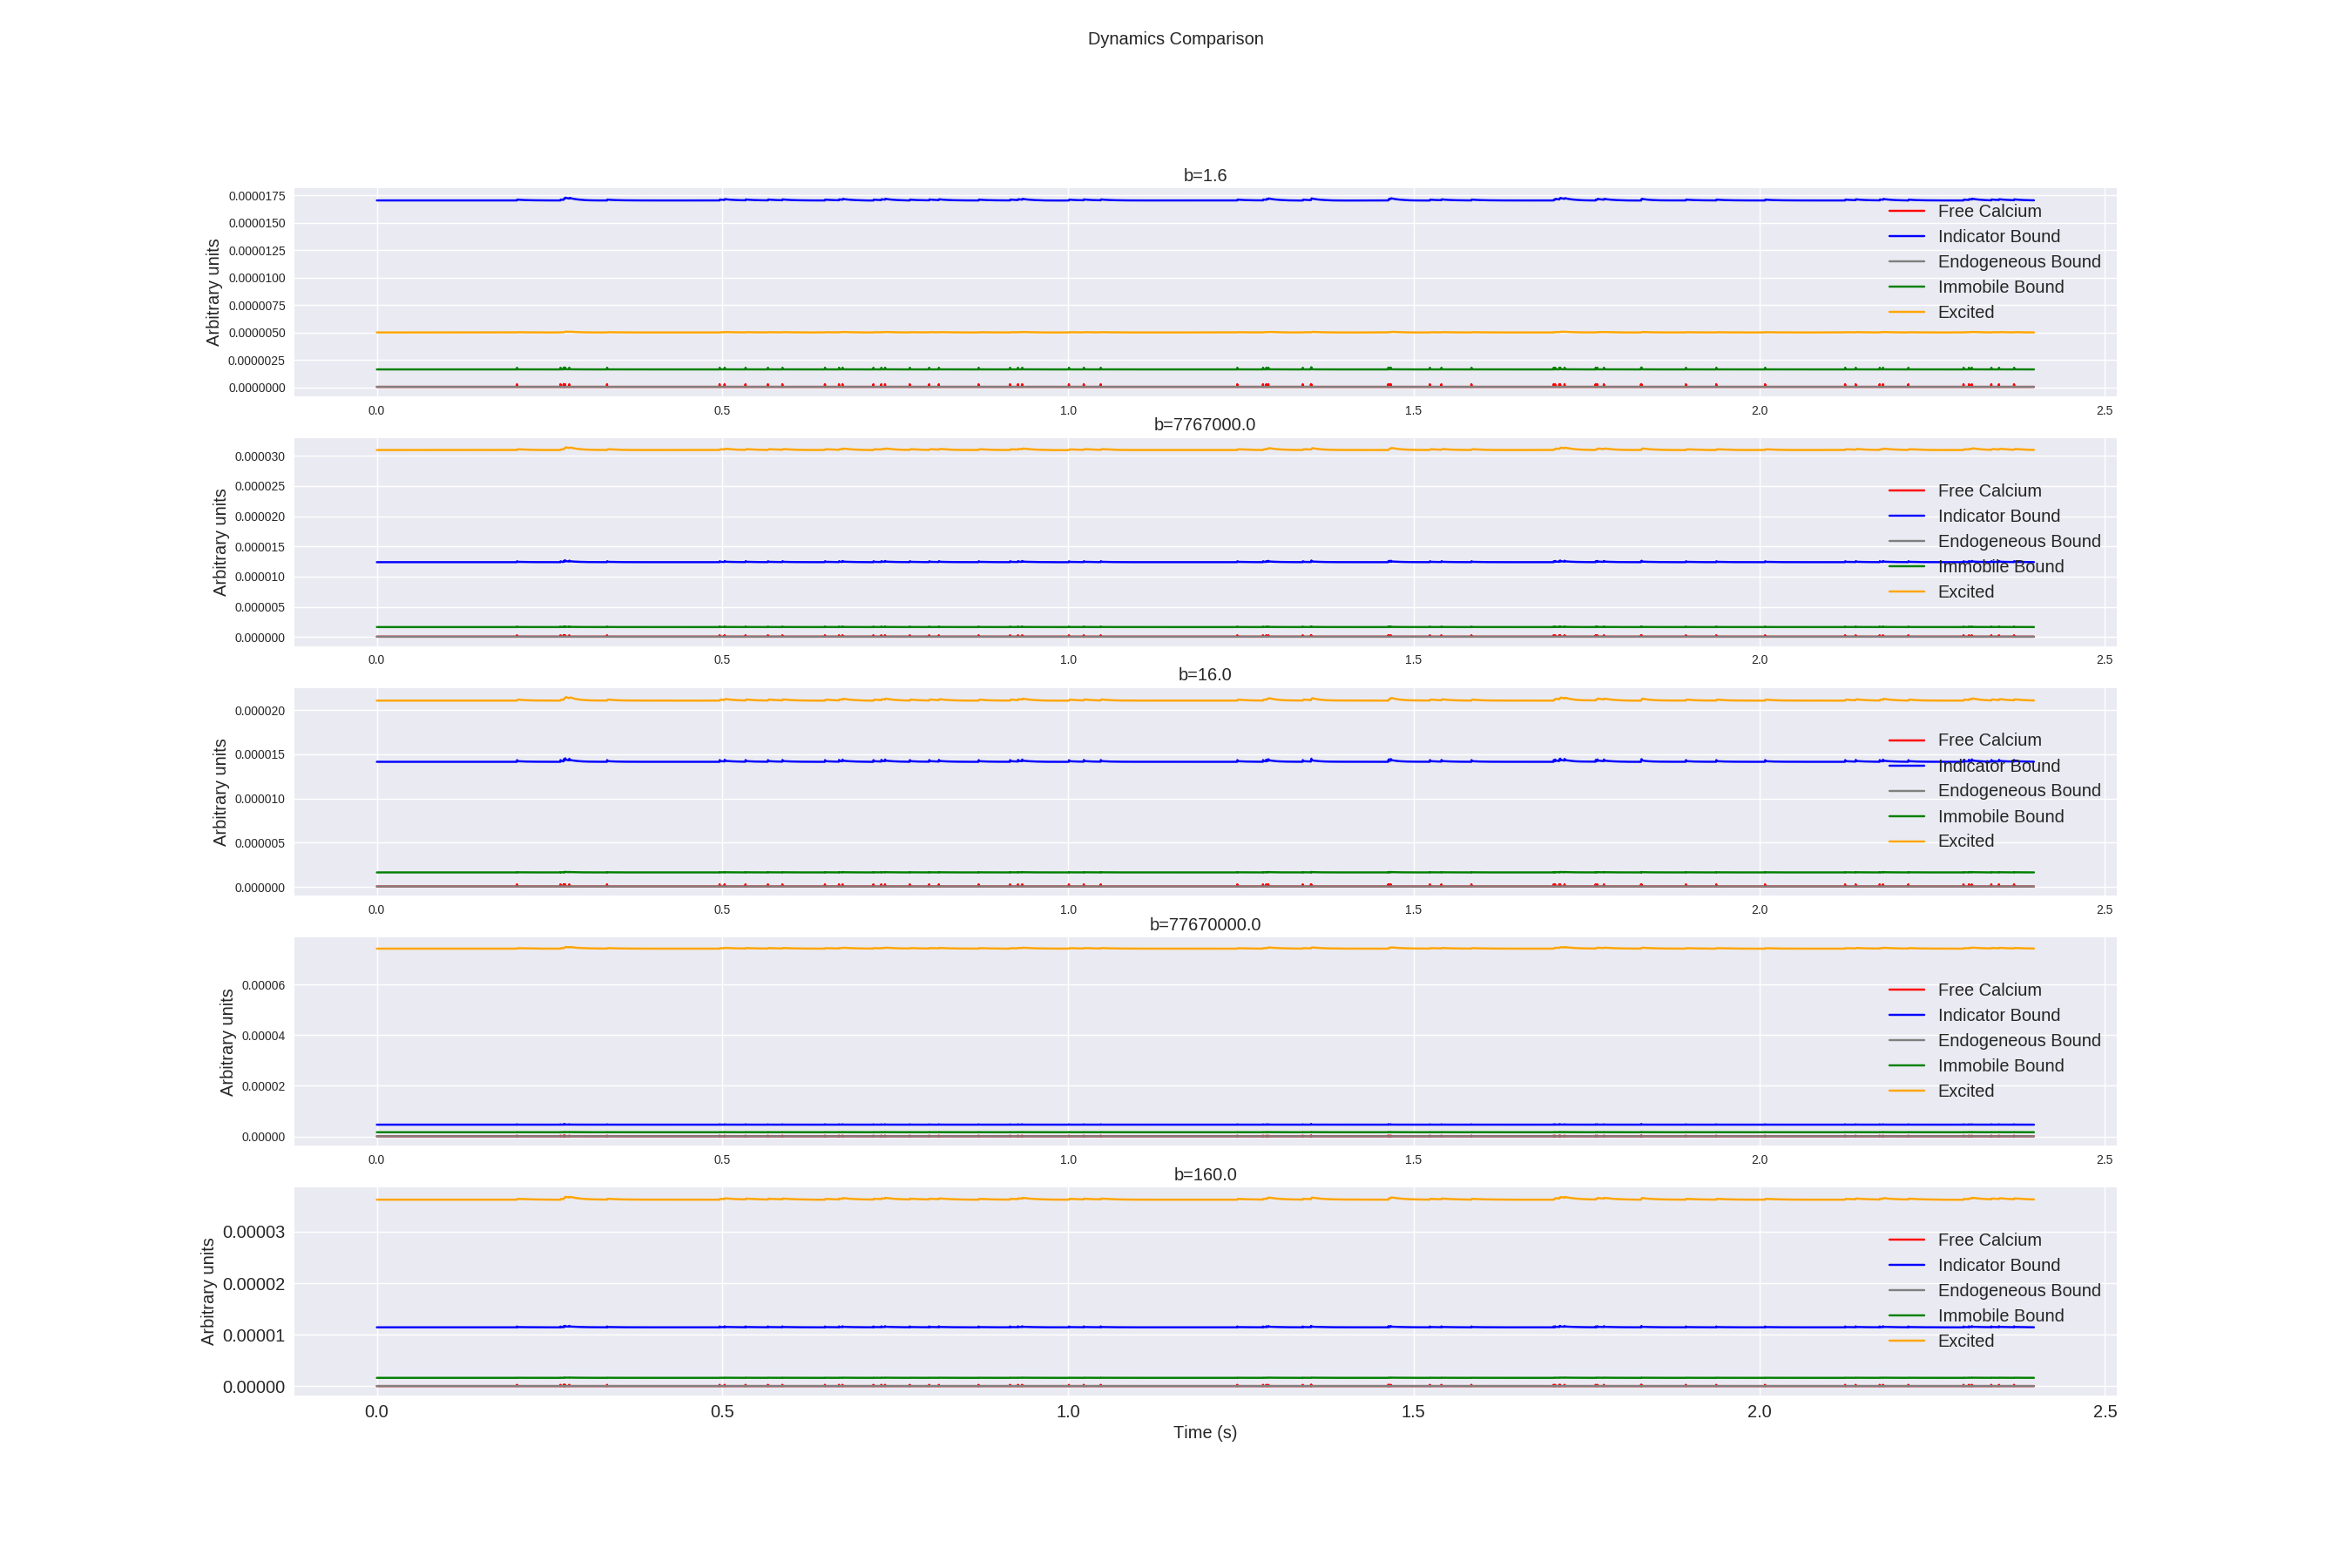 Dynamics Comparison
b=1.6
Arbitrary units
0.0000175
0.0000150
0.0000125
0.0000100
0.0000075
0.0000050
0.0000025
0.0000000
Free Calcium
Indicator Bound
Endogeneous Bound
Immobile Bound
Excited
0.0 0.5 1.0 1.5 2.0 2.5
b=7767000.0
Arbitrary units
0.000030
0.000025
0.000020
0.000015
0.000010
0.000005
0.000000
Free Calcium
Indicator Bound
Endogeneous Bound
Immobile Bound
Excited
0.0 0.5 1.0 1.5 2.0 2.5
b=16.0
Arbitrary units
0.000020
0.000015
0.000010
0.000005
0.000000
Free Calcium
Indicator Bound
Endogeneous Bound
Immobile Bound
Excited
0.0 0.5 1.0 1.5 2.0 2.5
b=77670000.0
Arbitrary units
0.00006
0.00004
0.00002
0.00000
Free Calcium
Indicator Bound
Endogeneous Bound
Immobile Bound
Excited
0.0 0.5 1.0 1.5 2.0 2.5
b=160.0
Arbitrary units
0.00003
0.00002
0.00001
0.00000
Free Calcium
Indicator Bound
Endogeneous Bound
Immobile Bound
Excited
0.0 0.5 1.0 1.5 2.0 2.5
Time (s)